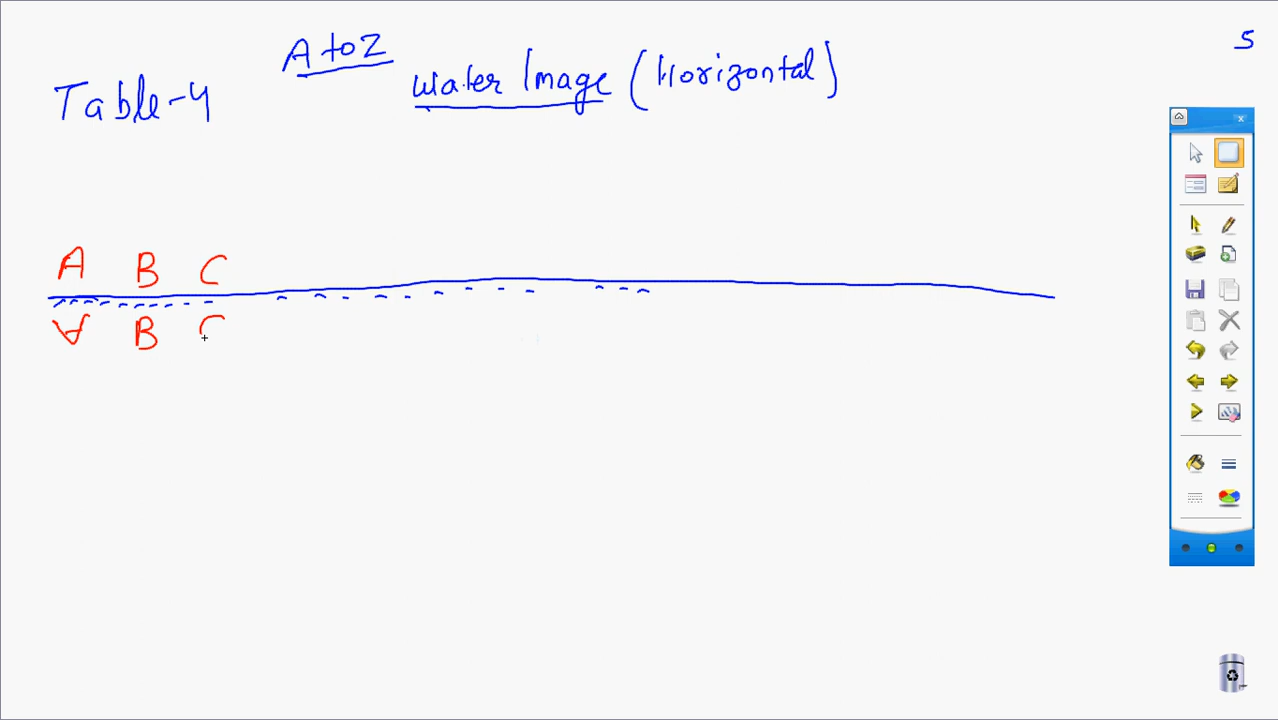 5
A to Z
Table-4 Water Image (Horizontal)
A B C
∀ B C